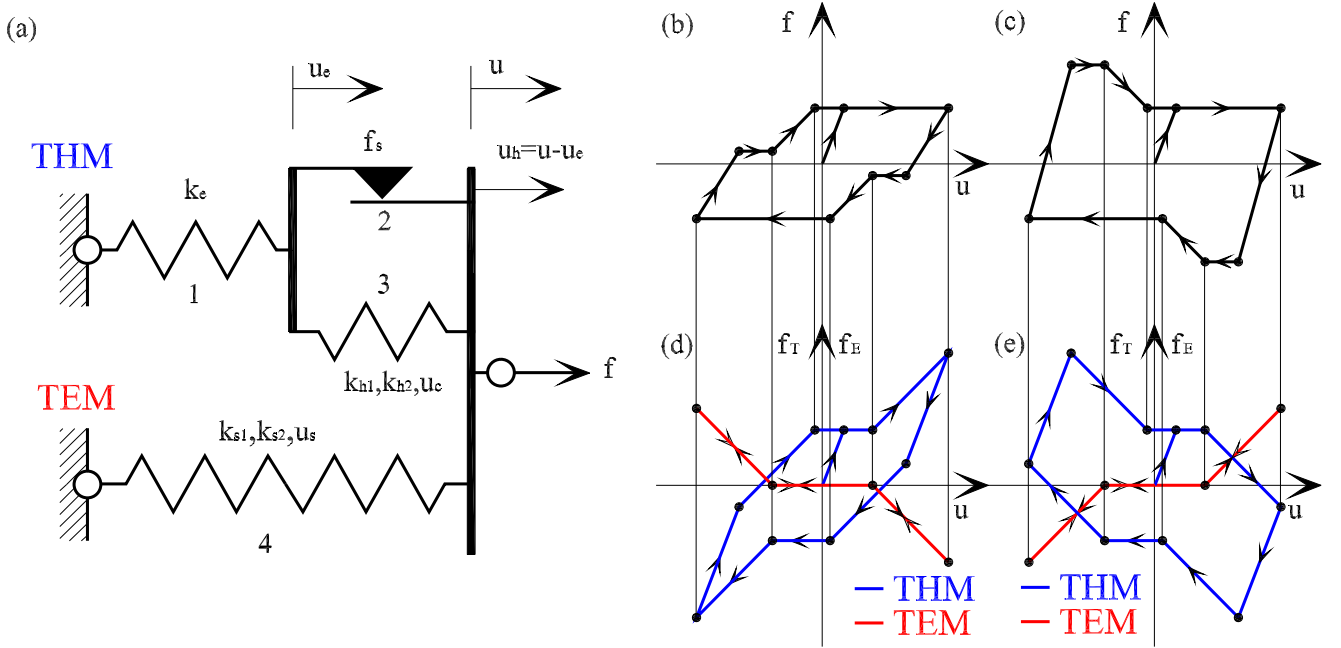 (a)
uₑ
u
fₛ
uₕ=u-uₑ
THM
kₑ
2
1
3
f
kₕ₁,kₕ₂,u꜀
TEM
kₛ₁,kₛ₂,uₛ
4
(b)
f
u
(c)
f
u
(d)
f_T
f_E
u
THM
TEM
(e)
f_T
f_E
u
THM
TEM